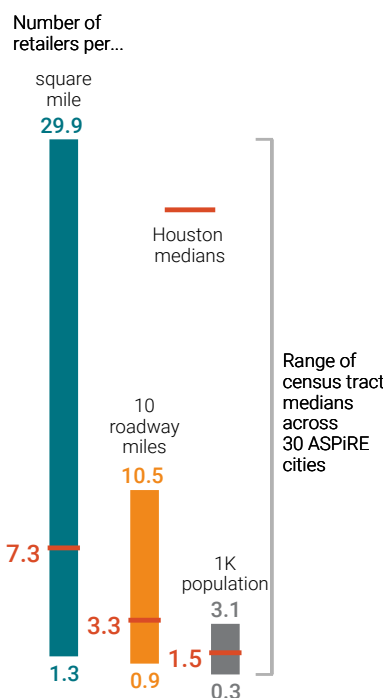 Number of
retailers per...
square
mile
29.9
Houston
medians
Range of
census tract
medians
across
30 ASPiRE
cities
10
roadway
miles
10.5
7.3
1K
population
3.1
3.3
1.5
1.3
0.9
0.3